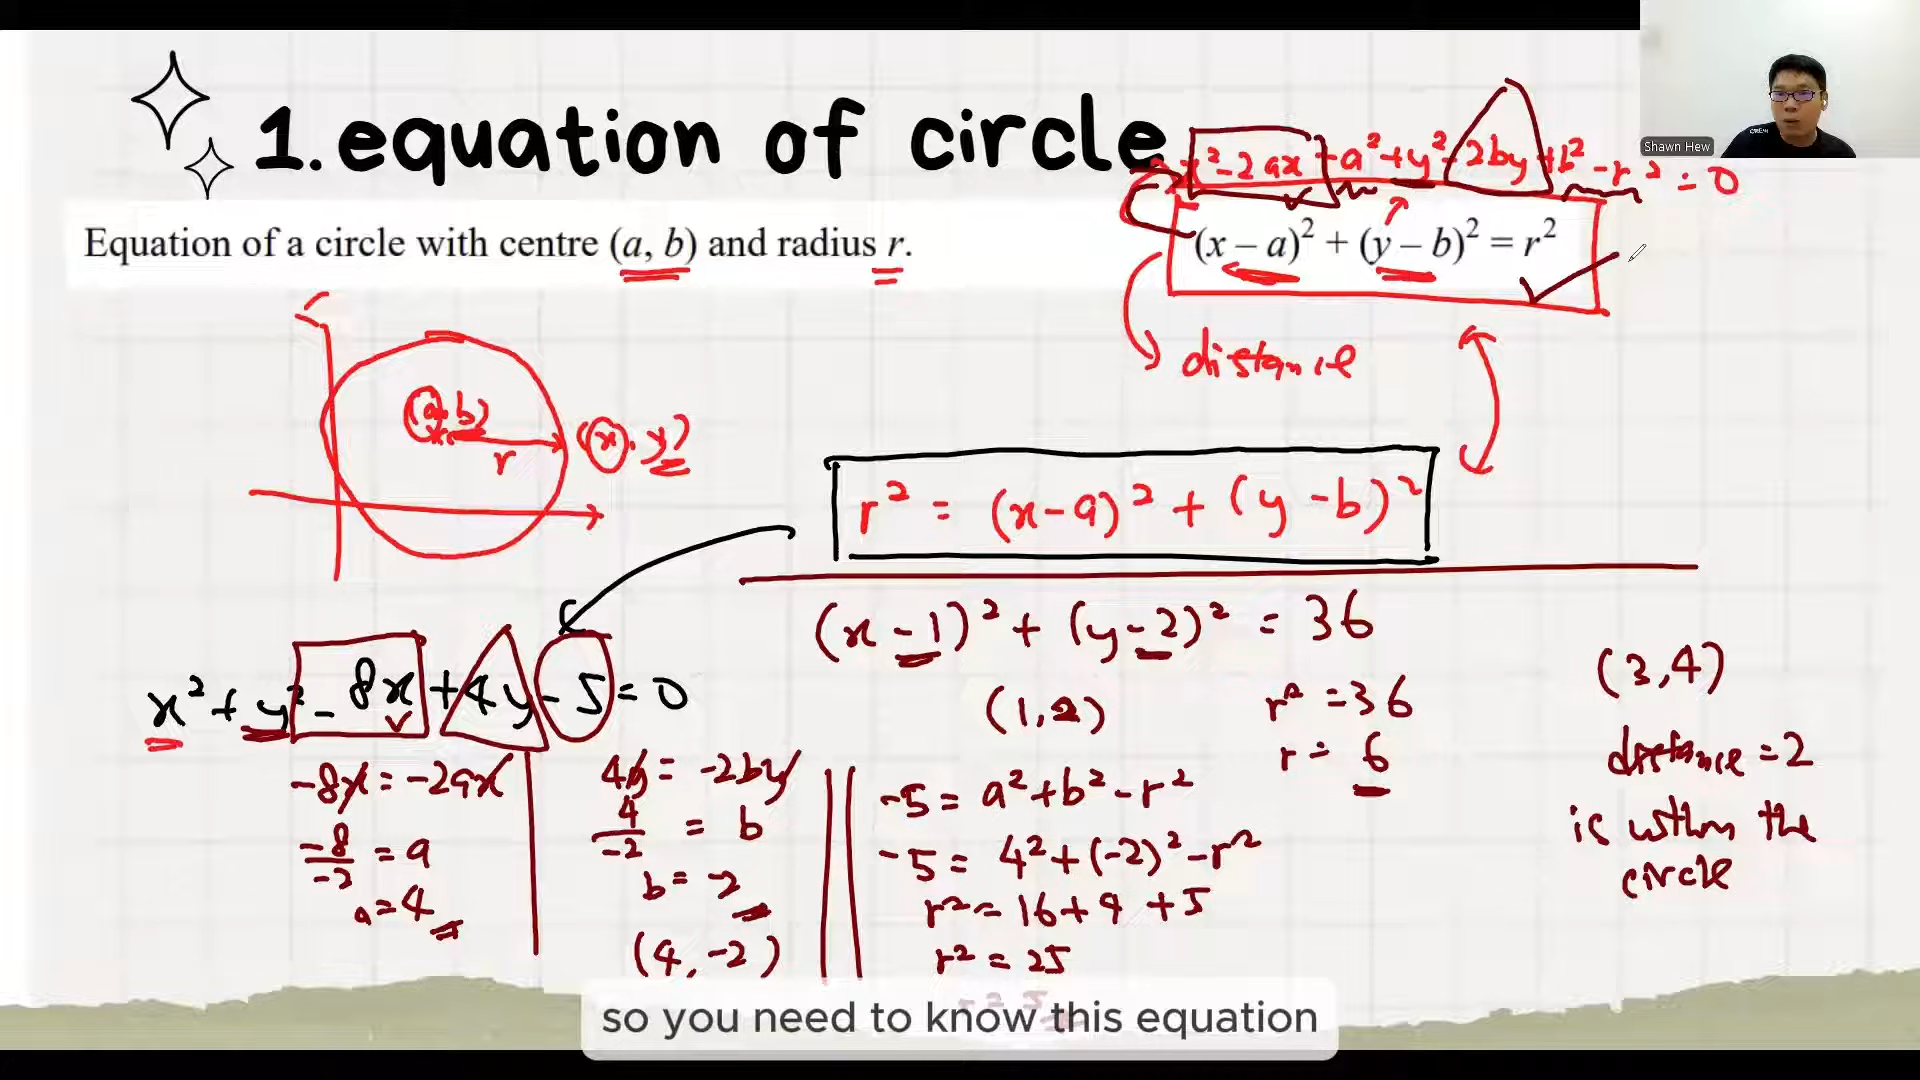 1. equation of circle
x² - 2ax + a² + y² - 2by + b² - r² = 0
Shawn Hew
Equation of a circle with centre (a, b) and radius r.
(x – a)² + (y – b)² = r²
distance
(a, b)
r
(x, y)
r² = (x-a)² + (y-b)²
(x-1)² + (y-2)² = 36
(1,2)
r² = 36
r = 6
(3,4)
distance = 2
is within the
circle
x² + y² - 8x + 4y - 5 = 0
-8x = -2ax
-8/-2 = a
a = 4
4y = -2by
4/-2 = b
b = -2
(4, -2)
-5 = a² + b² - r²
-5 = 4² + (-2)² - r²
r² = 16 + 4 + 5
r² = 25
so you need to know this equation